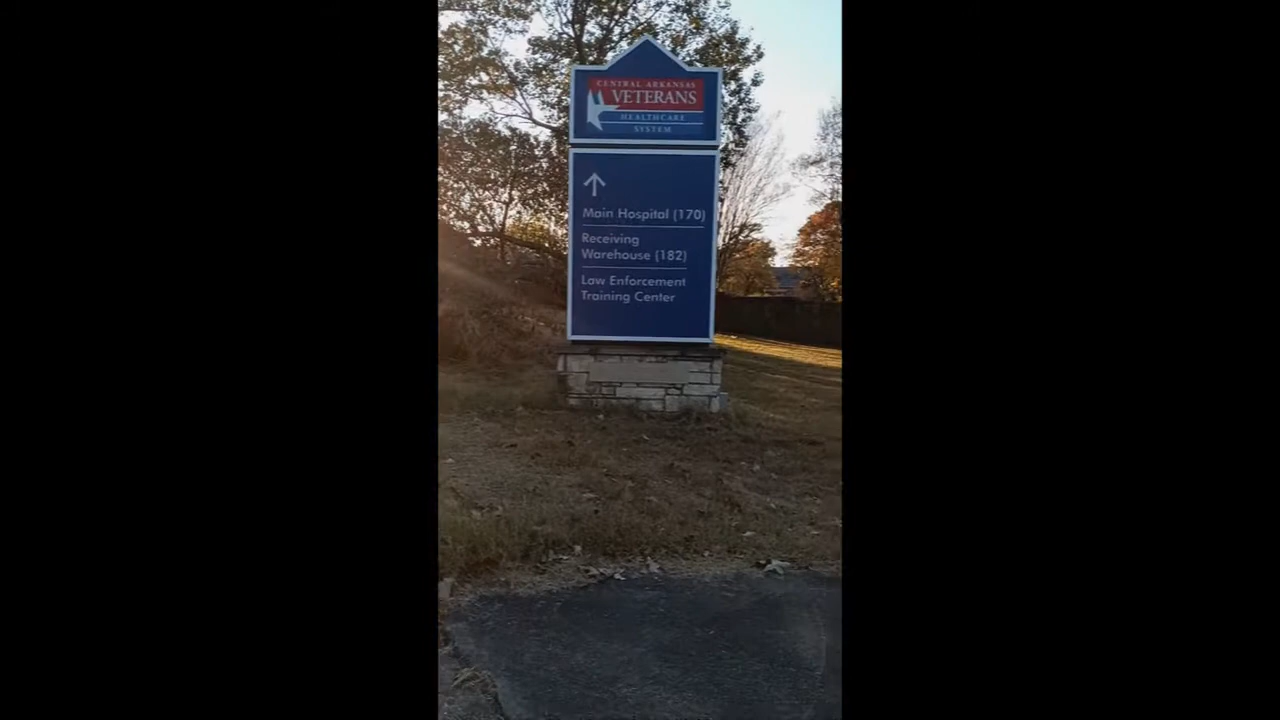 CENTRAL ARKANSAS
VETERANS
HEALTHCARE
SYSTEM
Main Hospital (170)
Receiving
Warehouse (182)
Law Enforcement
Training Center